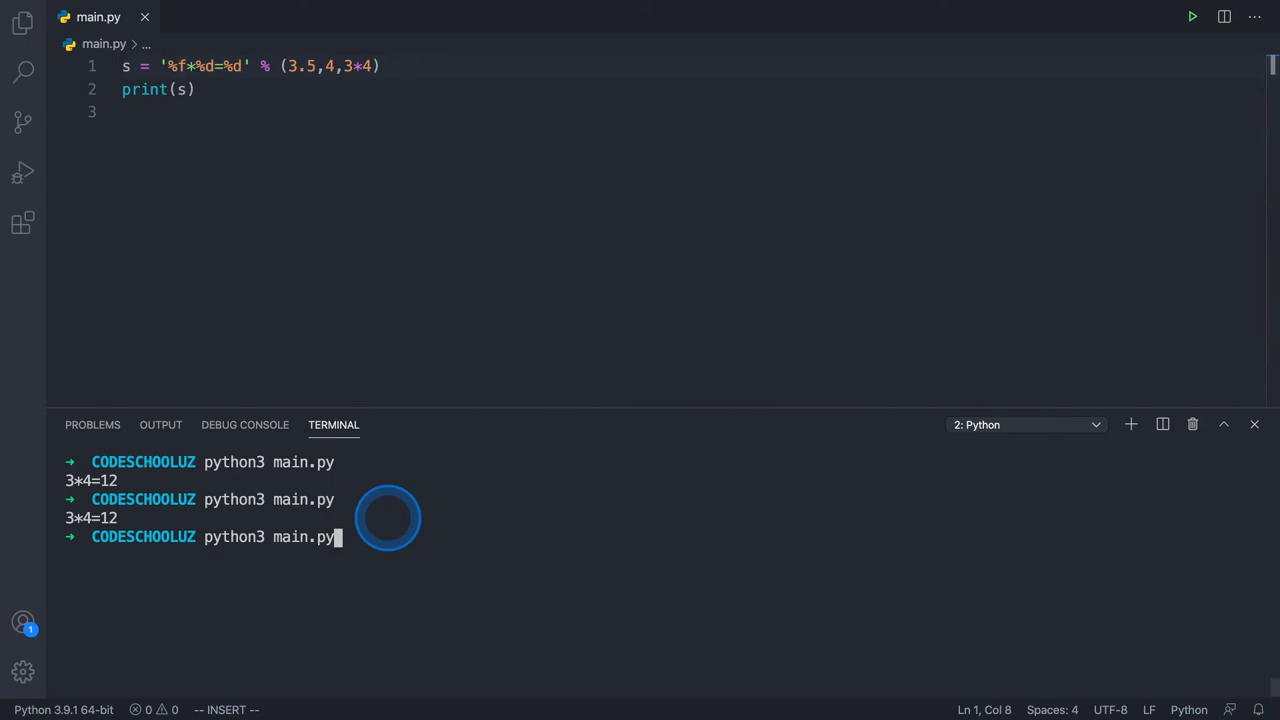 main.py
main.py > ...
1 s = '%f*%d=%d' % (3.5,4,3*4)
2 print(s)
3
PROBLEMS OUTPUT DEBUG CONSOLE TERMINAL 2: Python
→ CODESCHOOLUZ python3 main.py
3*4=12
→ CODESCHOOLUZ python3 main.py
3*4=12
→ CODESCHOOLUZ python3 main.py
1
Python 3.9.1 64-bit 0 0 -- INSERT -- Ln 1, Col 8 Spaces: 4 UTF-8 LF Python